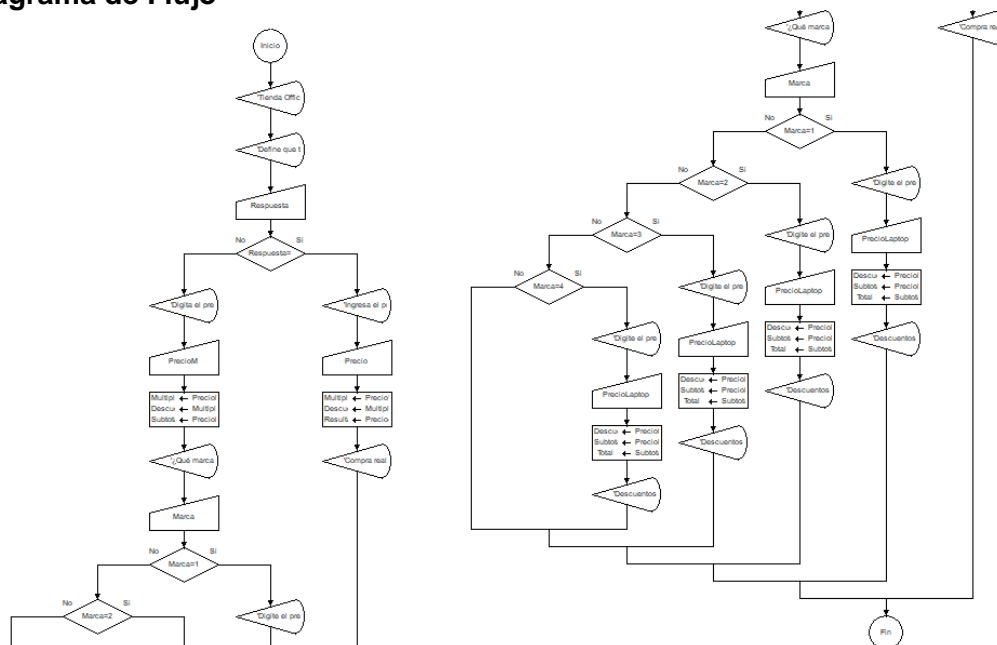 agrama de Flujo
Inicio
'Tienda Ofic
'Define que t
Respuesta
No
Si
Respuesta=
'Digita el pre
'Ingresa el p
PrecioM
Precio
Multipl ← Preciol
Descu ← Multipl
Subtot ← Preciol
Multipl ← Precio
Descu ← Multipl
Result ← Precio
'¿Qué marca
'Compra real
Marca
No
Si
Marca=1
No
Si
Marca=2
'Digite el pre
'¿Qué marca
'Compra rea
Marca
No
Si
Marca=1
No
Si
Marca=2
'Digite el pre
No
Si
Marca=3
'Digite el pre
PrecioLaptop
No
Si
Marca=4
'Digite el pre
PrecioLaptop
Descu ← Preciol
Subtot ← Preciol
Total ← Subtot
'Digite el pre
PrecioLaptop
Descu ← Preciol
Subtot ← Preciol
Total ← Subtot
'Descuentos
PrecioLaptop
Descu ← Preciol
Subtot ← Preciol
Total ← Subtot
'Descuentos
Descu ← Preciol
Subtot ← Preciol
Total ← Subtot
'Descuentos
'Descuentos
Fin